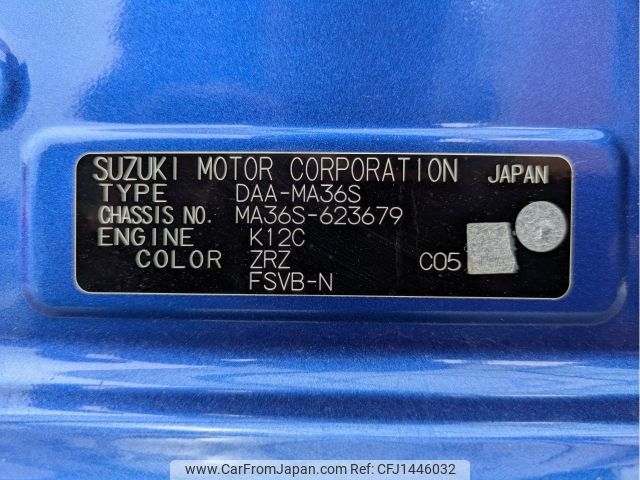 SUZUKI MOTOR CORPORATION JAPAN
TYPE DAA-MA36S
CHASSIS NO. MA36S-623679
ENGINE K12C
COLOR ZRZ C05
FSVB-N
www.CarFromJapan.com - CFJ1446032